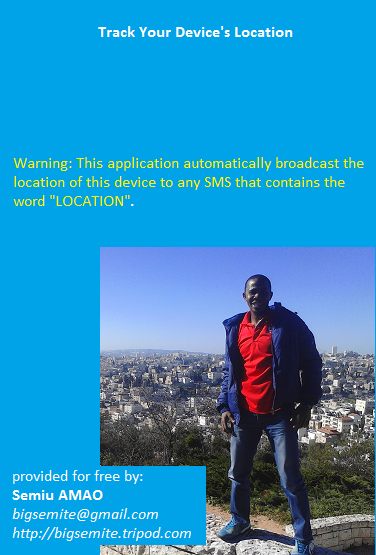 Track Your Device's Location
Warning: This application automatically broadcast the
location of this device to any SMS that contains the
word "LOCATION".
provided for free by:
Semiu AMAO
bigsemite@gmail.com
http://bigsemite.tripod.com